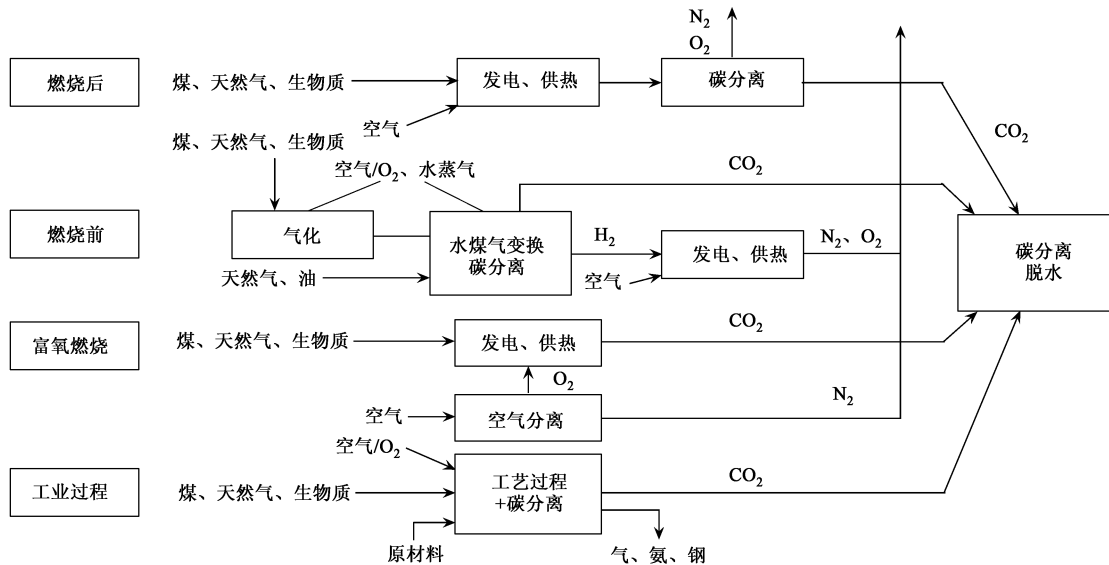 N₂
O₂
燃烧后
煤、天然气、生物质
发电、供热
碳分离
空气
CO₂
煤、天然气、生物质
空气/O₂、水蒸气
CO₂
燃烧前
气化
水煤气变换
碳分离
H₂
发电、供热
N₂、O₂
碳分离
脱水
天然气、油
空气
富氧燃烧
煤、天然气、生物质
发电、供热
CO₂
O₂
空气
空气分离
N₂
空气/O₂
工业过程
煤、天然气、生物质
工艺过程
+碳分离
CO₂
原材料
气、氨、钢